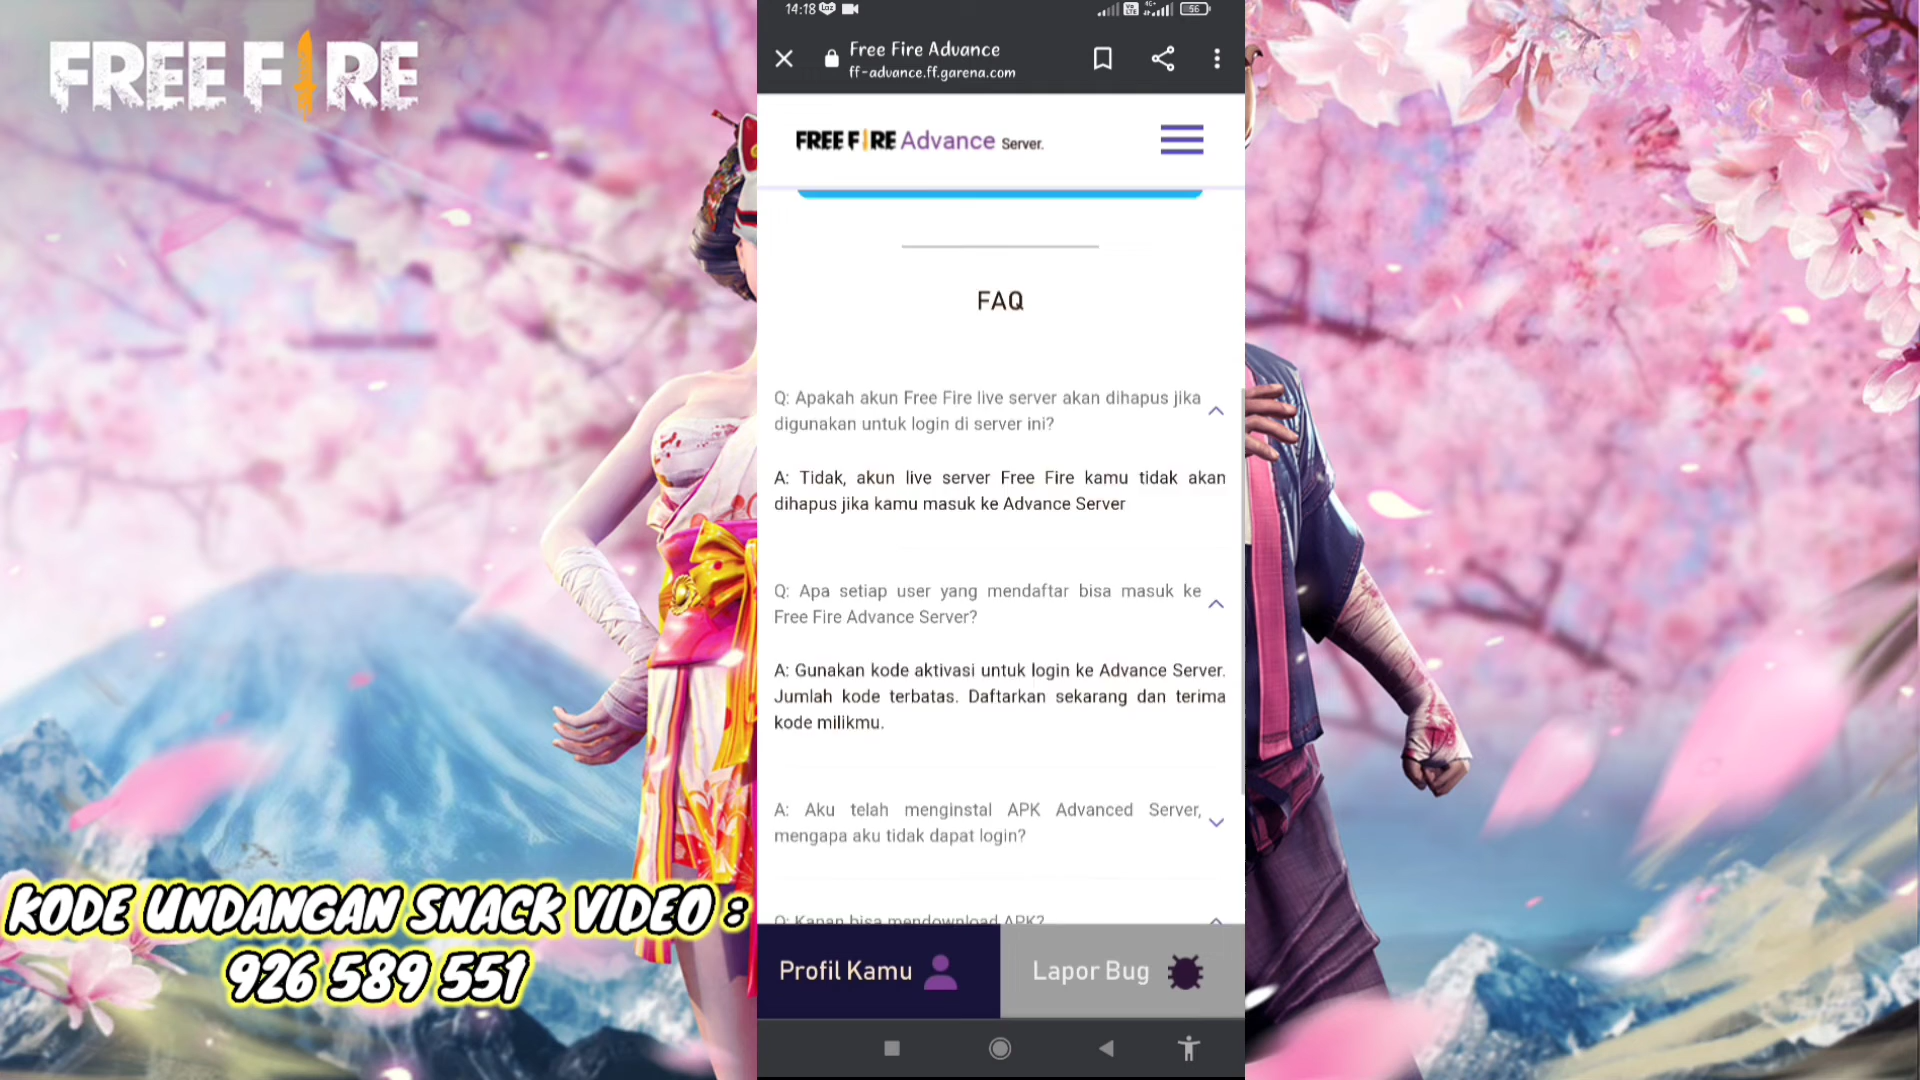 FREE FIRE
14:18
56
Free Fire Advance
ff-advance.ff.garena.com
FREE FIRE Advance Server.
FAQ
Q: Apakah akun Free Fire live server akan dihapus jika
digunakan untuk login di server ini?
A: Tidak, akun live server Free Fire kamu tidak akan
dihapus jika kamu masuk ke Advance Server
Q: Apa setiap user yang mendaftar bisa masuk ke
Free Fire Advance Server?
A: Gunakan kode aktivasi untuk login ke Advance Server.
Jumlah kode terbatas. Daftarkan sekarang dan terima
kode milikmu.
A: Aku telah menginstal APK Advanced Server,
mengapa aku tidak dapat login?
Q: Kapan bisa mendownload APK?
Profil Kamu
Lapor Bug
KODE UNDANGAN SNACK VIDEO :
926 589 551